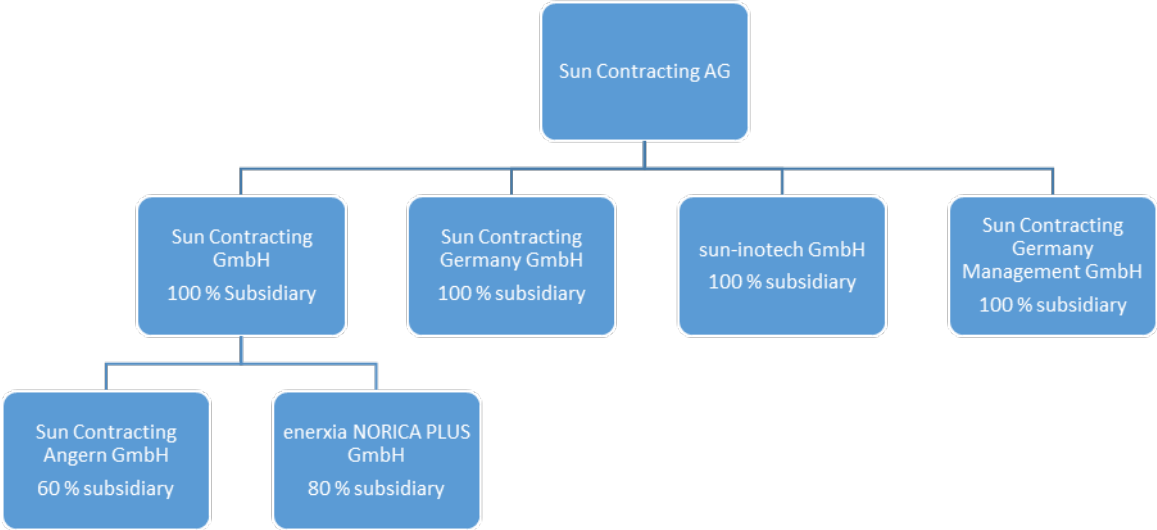 Sun Contracting AG
Sun Contracting
GmbH
100 % Subsidiary
Sun Contracting
Germany GmbH
100 % subsidiary
sun-inotech GmbH
100 % subsidiary
Sun Contracting
Germany
Management GmbH
100 % subsidiary
Sun Contracting
Angern GmbH
60 % subsidiary
enerxia NORICA PLUS
GmbH
80 % subsidiary